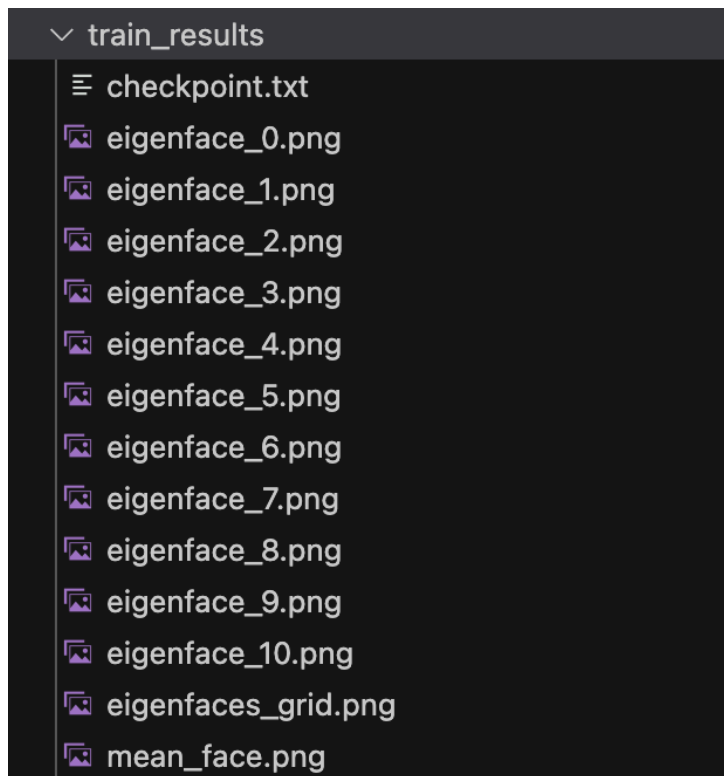 train_results
checkpoint.txt
eigenface_0.png
eigenface_1.png
eigenface_2.png
eigenface_3.png
eigenface_4.png
eigenface_5.png
eigenface_6.png
eigenface_7.png
eigenface_8.png
eigenface_9.png
eigenface_10.png
eigenfaces_grid.png
mean_face.png